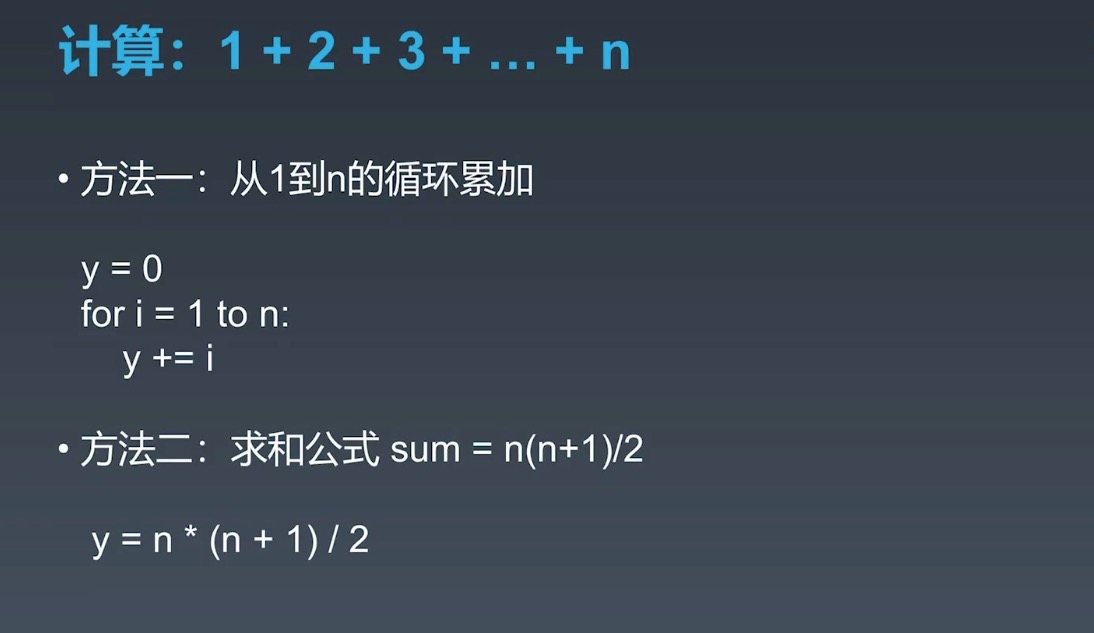 计算：1 + 2 + 3 + … + n
• 方法一：从1到n的循环累加
y = 0
for i = 1 to n:
y += i
• 方法二：求和公式 sum = n(n+1)/2
y = n * (n + 1) / 2